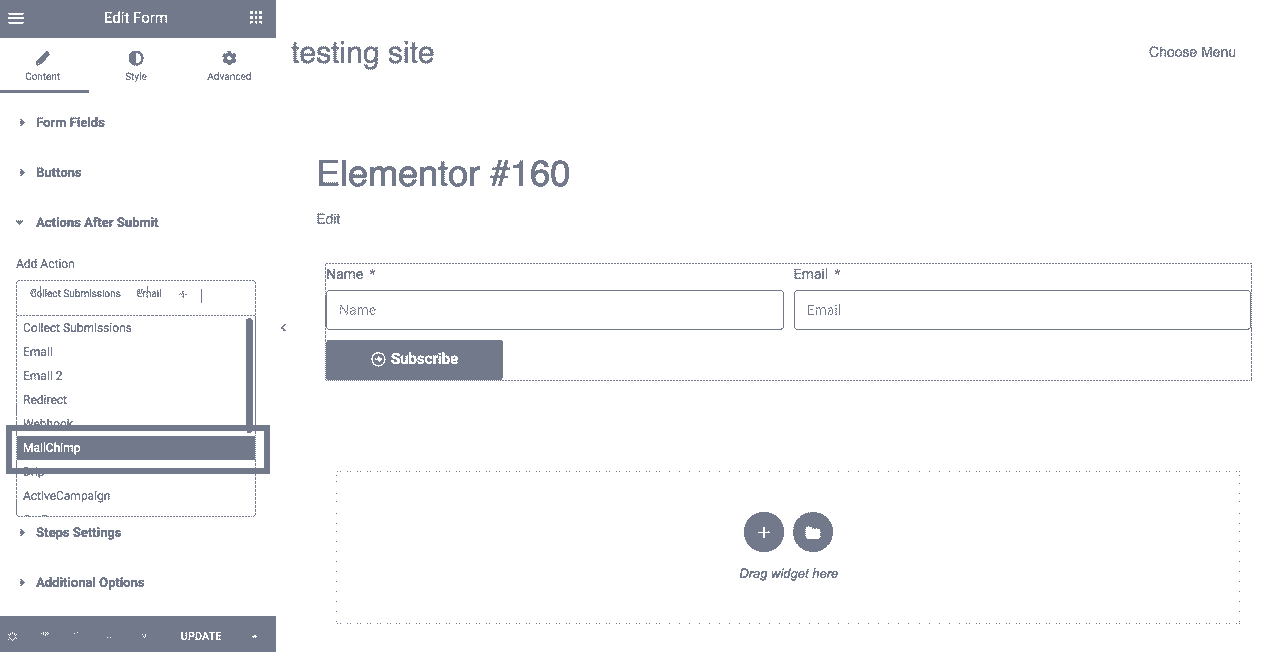 Edit Form
Content
Style
Advanced
Form Fields
Buttons
Actions After Submit
Add Action
Collect Submissions Email +
Collect Submissions
Email
Email 2
Redirect
Webhook
MailChimp
Drip
ActiveCampaign
Steps Settings
Additional Options
UPDATE
testing site
Choose Menu
Elementor #160
Edit
Name * Email *
Name Email
Subscribe
+
Drag widget here